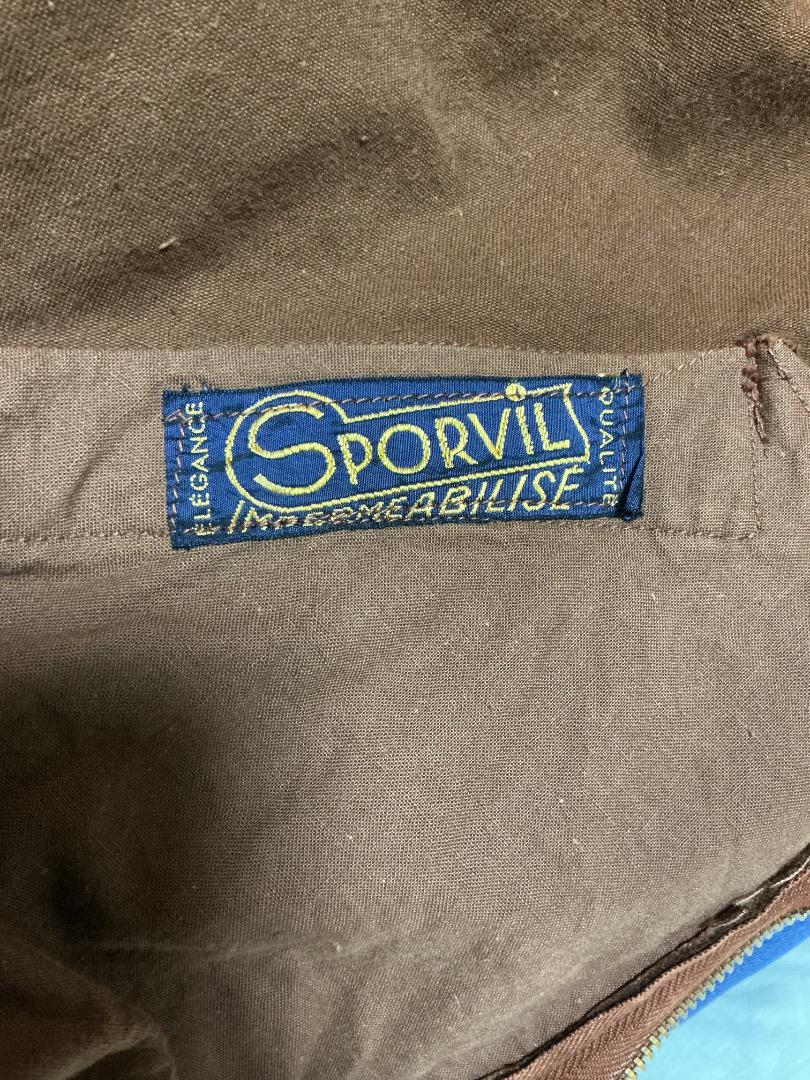 ÉLÉGANCE
SPORVIL
QUALITÉ
IMPERMEABILISE